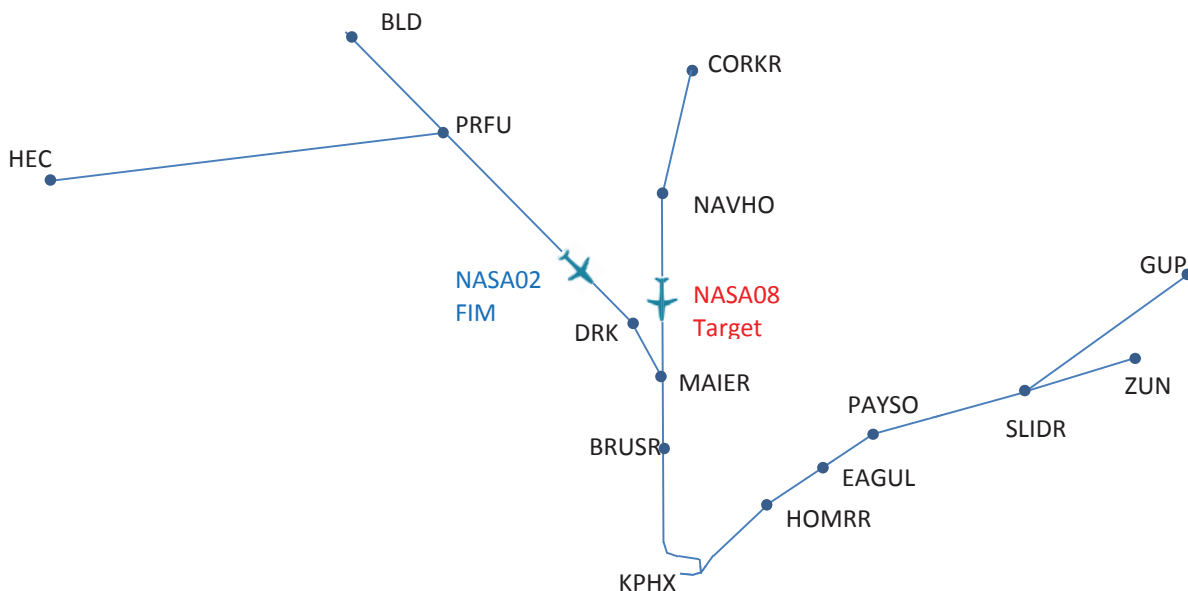 BLD
CORKR
PRFU
HEC
NAVHO
GUP
NASA02
FIM
NASA08
Target
DRK
MAIER
ZUN
PAYSO
SLIDR
BRUSR
EAGUL
HOMRR
KPHX